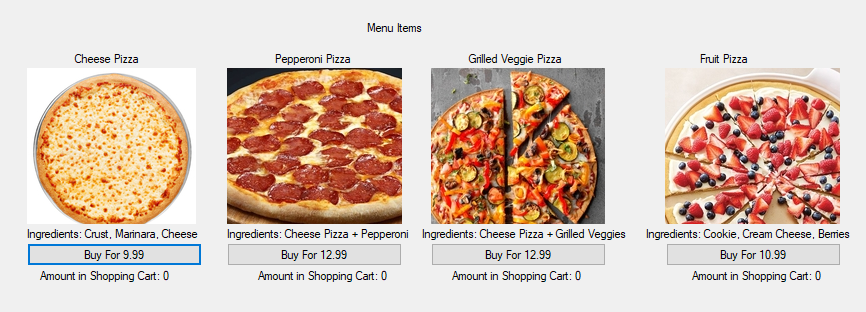 Menu Items
Cheese Pizza
Pepperoni Pizza
Grilled Veggie Pizza
Fruit Pizza
Ingredients: Crust, Marinara, Cheese
Ingredients: Cheese Pizza + Pepperoni
Ingredients: Cheese Pizza + Grilled Veggies
Ingredients: Cookie, Cream Cheese, Berries
Buy For 9.99
Buy For 12.99
Buy For 12.99
Buy For 10.99
Amount in Shopping Cart: 0
Amount in Shopping Cart: 0
Amount in Shopping Cart: 0
Amount in Shopping Cart: 0